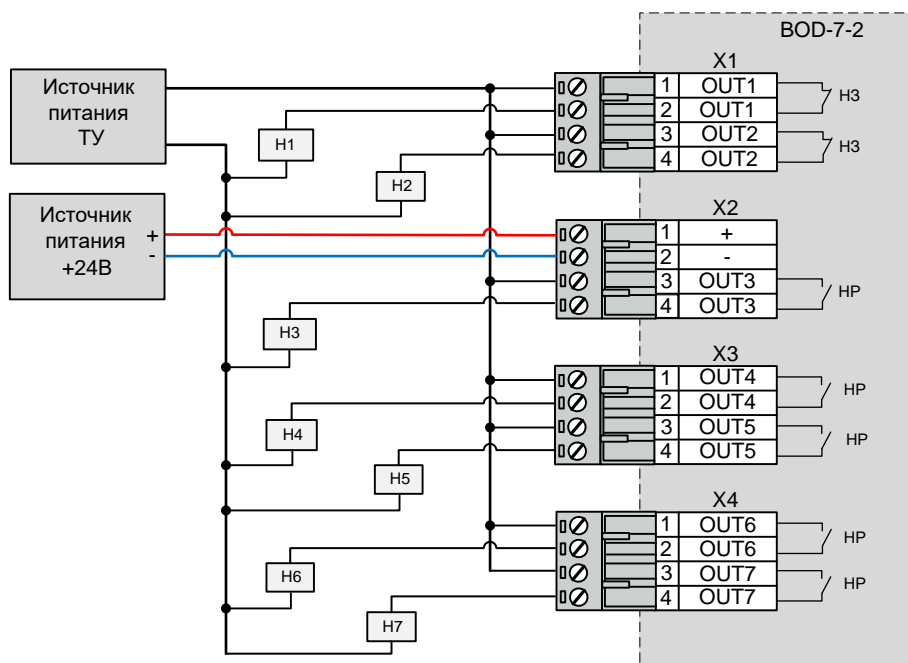 BOD-7-2
Источник
питания
ТУ
X1
1 OUT1
2 OUT1
3 OUT2
4 OUT2
НЗ
НЗ
Н1
Н2
Источник
питания
+24В
+
-
X2
1 +
2 -
3 OUT3
4 OUT3
НР
Н3
X3
1 OUT4
2 OUT4
3 OUT5
4 OUT5
НР
НР
Н4
Н5
X4
1 OUT6
2 OUT6
3 OUT7
4 OUT7
НР
НР
Н6
Н7